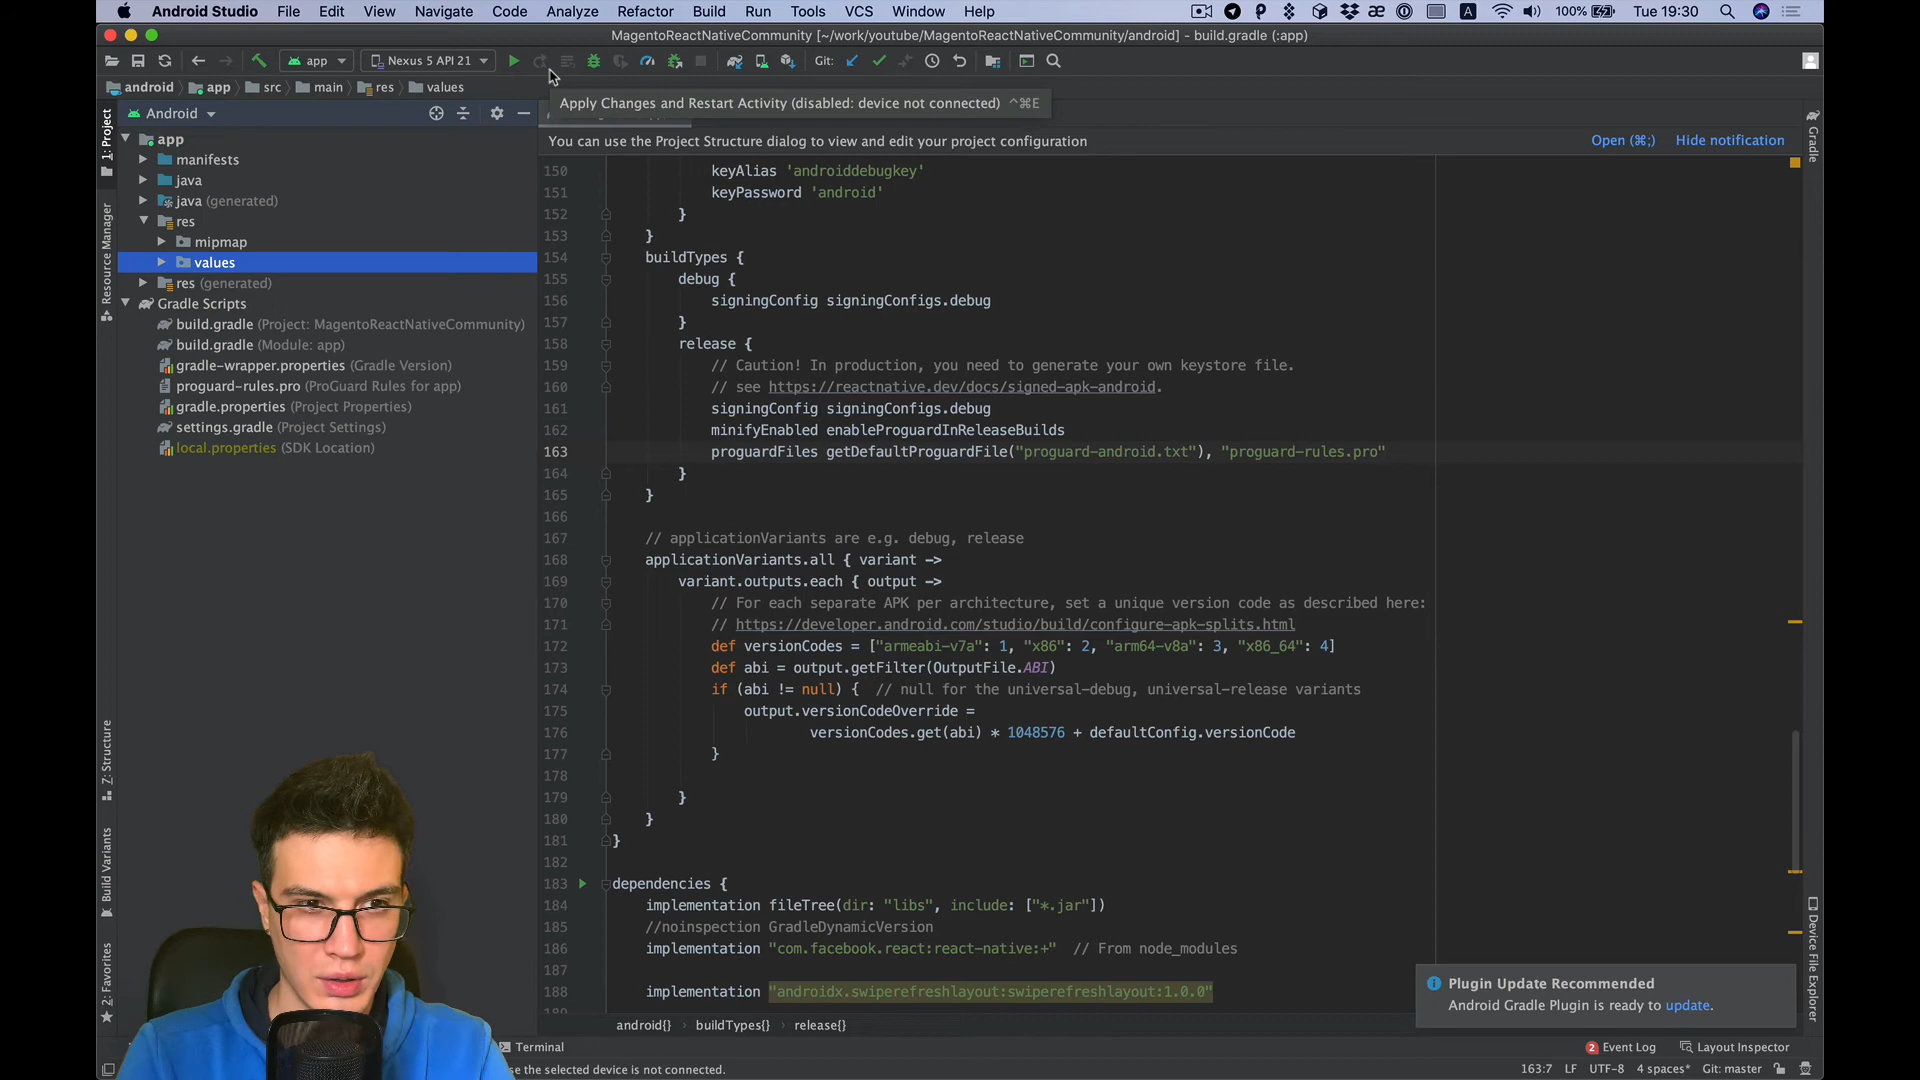 Android Studio File Edit View Navigate Code Analyze Refactor Build Run Tools VCS Window Help
100% Tue 19:30
MagentoReactNativeCommunity [~/work/youtube/MagentoReactNativeCommunity/android] - build.gradle (:app)
app Nexus 5 API 21 Git:
android app src main res values
Apply Changes and Restart Activity (disabled: device not connected) ^⌘E
1: Project
Resource Manager
7: Structure
Build Variants
2: Favorites
Android
app
manifests
java
java (generated)
res
mipmap
values
res (generated)
Gradle Scripts
build.gradle (Project: MagentoReactNativeCommunity)
build.gradle (Module: app)
gradle-wrapper.properties (Gradle Version)
proguard-rules.pro (ProGuard Rules for app)
gradle.properties (Project Properties)
settings.gradle (Project Settings)
local.properties (SDK Location)
You can use the Project Structure dialog to view and edit your project configuration Open (⌘;) Hide notification
150 keyAlias 'androiddebugkey'
151 keyPassword 'android'
152 }
153 }
154 buildTypes {
155 debug {
156 signingConfig signingConfigs.debug
157 }
158 release {
159 // Caution! In production, you need to generate your own keystore file.
160 // see https://reactnative.dev/docs/signed-apk-android.
161 signingConfig signingConfigs.debug
162 minifyEnabled enableProguardInReleaseBuilds
163 proguardFiles getDefaultProguardFile("proguard-android.txt"), "proguard-rules.pro"
164 }
165 }
166
167 // applicationVariants are e.g. debug, release
168 applicationVariants.all { variant ->
169 variant.outputs.each { output ->
170 // For each separate APK per architecture, set a unique version code as described here:
171 // https://developer.android.com/studio/build/configure-apk-splits.html
172 def versionCodes = ["armeabi-v7a": 1, "x86": 2, "arm64-v8a": 3, "x86_64": 4]
173 def abi = output.getFilter(OutputFile.ABI)
174 if (abi != null) { // null for the universal-debug, universal-release variants
175 output.versionCodeOverride =
176 versionCodes.get(abi) * 1048576 + defaultConfig.versionCode
177 }
178
179 }
180 }
181 }
182
183 dependencies {
184 implementation fileTree(dir: "libs", include: ["*.jar"])
185 //noinspection GradleDynamicVersion
186 implementation "com.facebook.react:react-native:+" // From node_modules
187
188 implementation "androidx.swiperefreshlayout:swiperefreshlayout:1.0.0"
android{} buildTypes{} release{}
Gradle
Device File Explorer
Plugin Update Recommended
Android Gradle Plugin is ready to update.
Terminal
2 Event Log Layout Inspector
the selected device is not connected.
163:7 LF UTF-8 4 spaces* Git: master